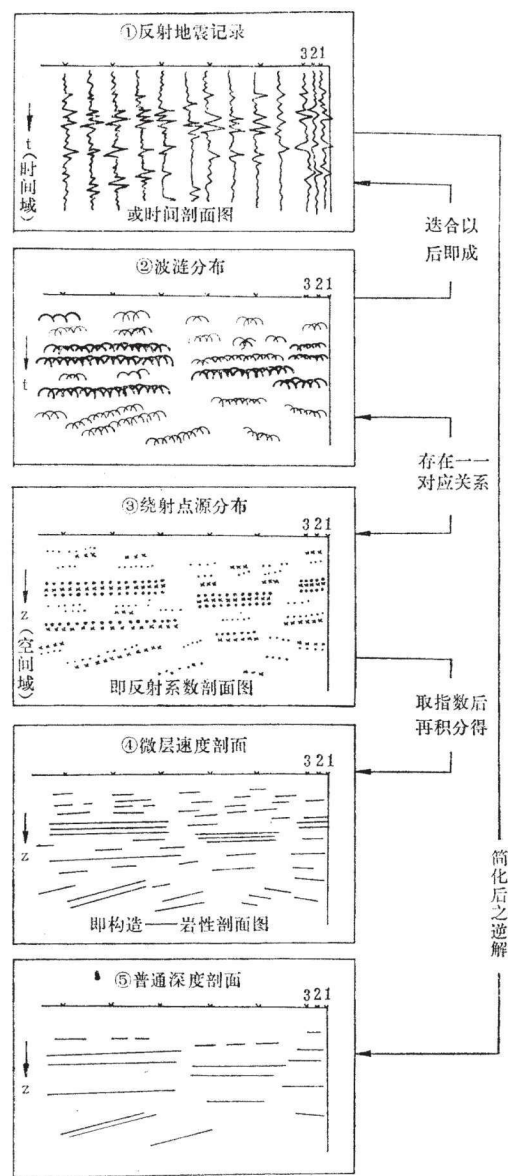 ①反射地震记录
321
t
(时间域)
或时间剖面图
迭合以
后即成
②波涟分布
321
t
存在一一
对应关系
③绕射点源分布
321
z
(空间域)
即反射系数剖面图
取指数后
再积分得
④微层速度剖面
321
z
即构造——岩性剖面图
简化后之逆解
⑤普通深度剖面
321
z